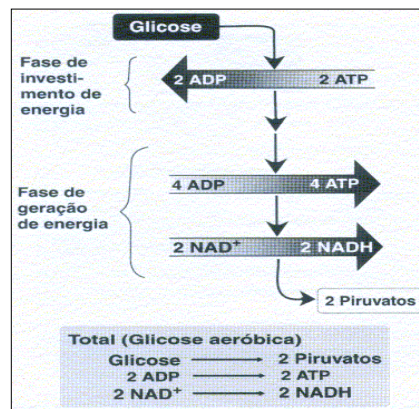 Glicose
Fase de
investi-
mento de
energia
2 ADP 2 ATP
Fase de
geração
de energia
4 ADP 4 ATP
2 NAD⁺ 2 NADH
2 Piruvatos
Total (Glicose aeróbica)
Glicose → 2 Piruvatos
2 ADP → 2 ATP
2 NAD⁺ → 2 NADH